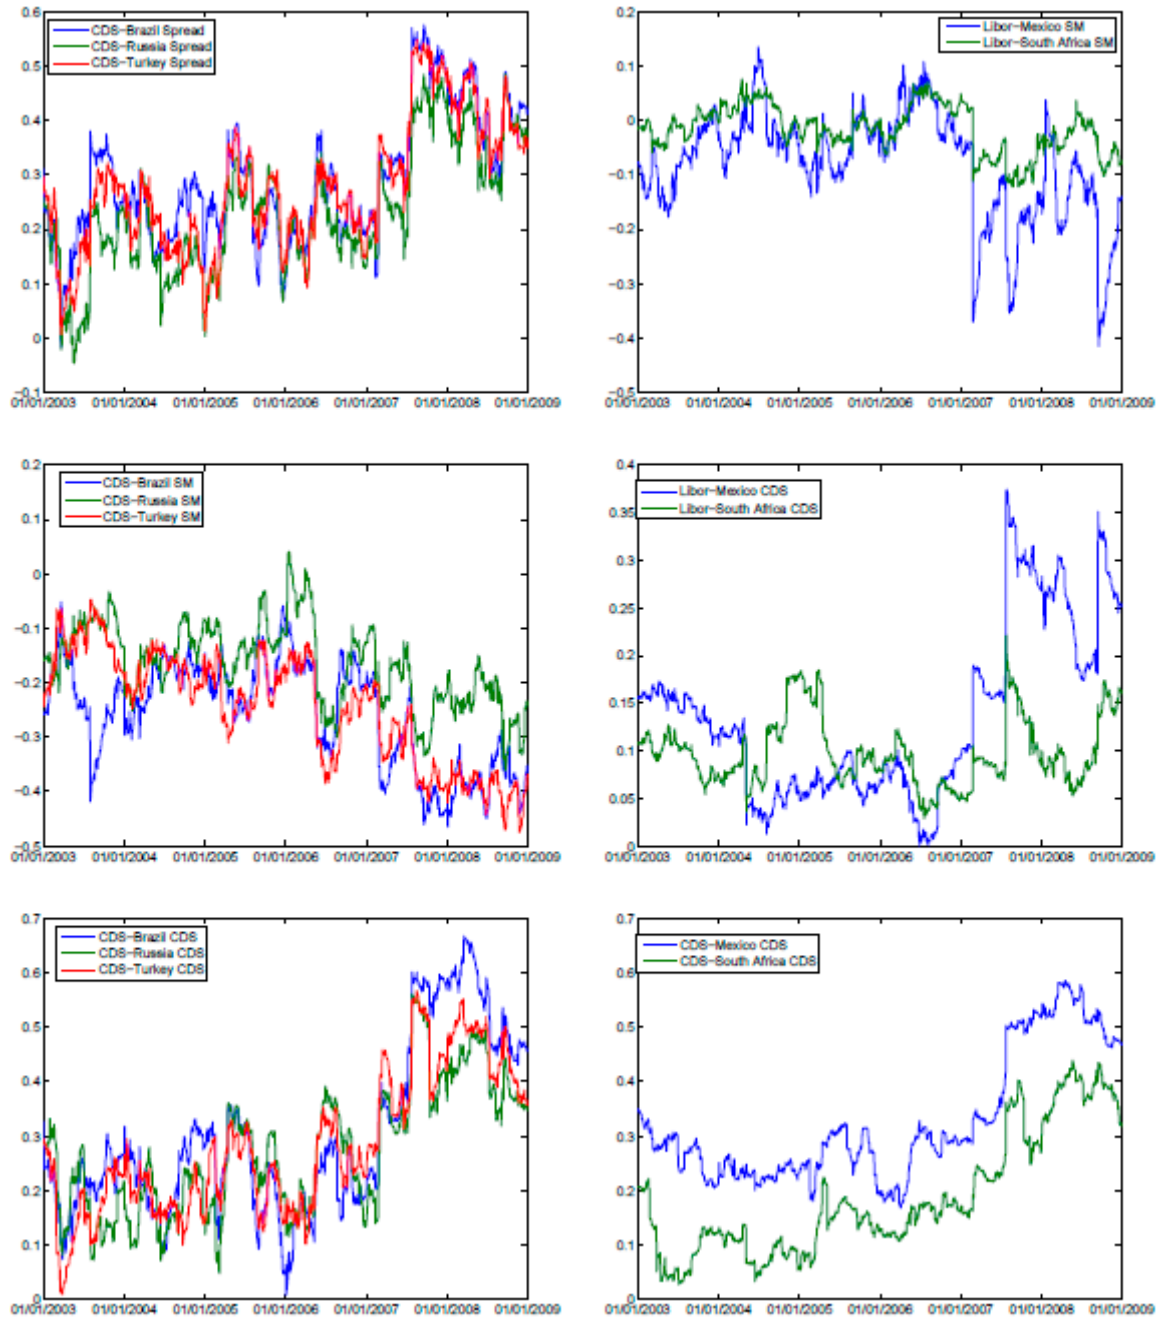 0.6
CDS−Brazil Spread
CDS−Russia Spread
CDS−Turkey Spread
0.5
0.4
0.3
0.2
0.1
0
−0.1
01/01/2003 01/01/2004 01/01/2005 01/01/2006 01/01/2007 01/01/2008 01/01/2009
0.2
Libor−Mexico SM
Libor−South Africa SM
0.1
0
−0.1
−0.2
−0.3
−0.4
−0.5
01/01/2003 01/01/2004 01/01/2005 01/01/2006 01/01/2007 01/01/2008 01/01/2009
0.2
CDS−Brazil SM
CDS−Russia SM
CDS−Turkey SM
0.1
0
−0.1
−0.2
−0.3
−0.4
−0.5
01/01/2003 01/01/2004 01/01/2005 01/01/2006 01/01/2007 01/01/2008 01/01/2009
0.4
Libor−Mexico CDS
Libor−South Africa CDS
0.35
0.3
0.25
0.2
0.15
0.1
0.05
0
01/01/2003 01/01/2004 01/01/2005 01/01/2006 01/01/2007 01/01/2008 01/01/2009
0.7
CDS−Brazil CDS
CDS−Russia CDS
CDS−Turkey CDS
0.6
0.5
0.4
0.3
0.2
0.1
0
01/01/2003 01/01/2004 01/01/2005 01/01/2006 01/01/2007 01/01/2008 01/01/2009
0.7
CDS−Mexico CDS
CDS−South Africa CDS
0.6
0.5
0.4
0.3
0.2
0.1
0
01/01/2003 01/01/2004 01/01/2005 01/01/2006 01/01/2007 01/01/2008 01/01/2009